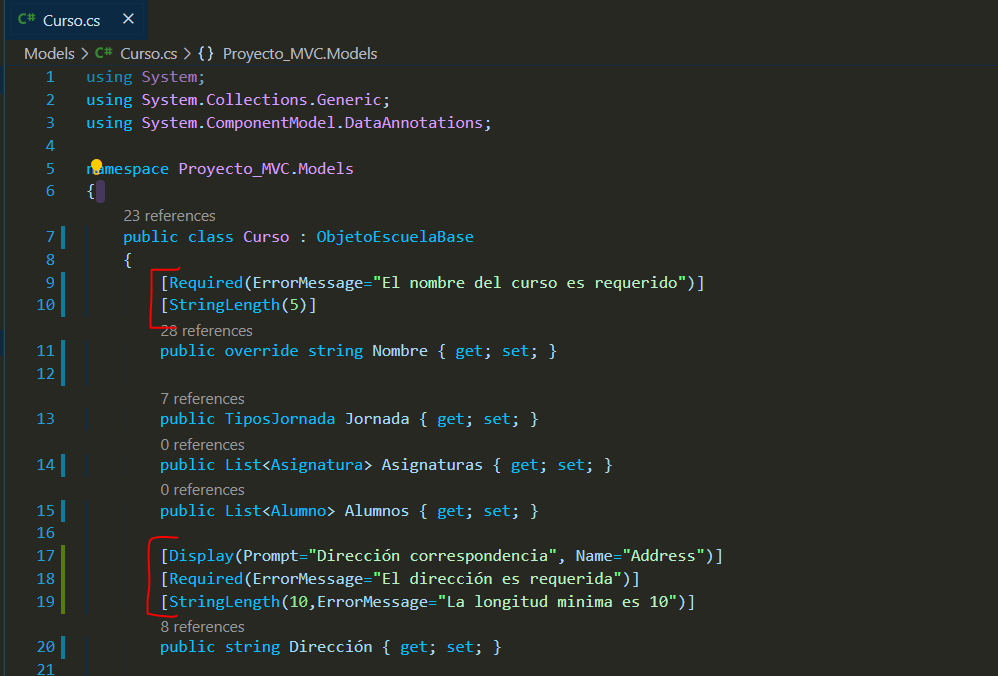 C# Curso.cs ×
Models > C# Curso.cs > {} Proyecto_MVC.Models
1 using System;
2 using System.Collections.Generic;
3 using System.ComponentModel.DataAnnotations;
4
5 namespace Proyecto_MVC.Models
6 {
23 references
7 public class Curso : ObjetoEscuelaBase
8 {
9 [Required(ErrorMessage="El nombre del curso es requerido")]
10 [StringLength(5)]
28 references
11 public override string Nombre { get; set; }
12
7 references
13 public TiposJornada Jornada { get; set; }
0 references
14 public List<Asignatura> Asignaturas { get; set; }
0 references
15 public List<Alumno> Alumnos { get; set; }
16
17 [Display(Prompt="Dirección correspondencia", Name="Address")]
18 [Required(ErrorMessage="El dirección es requerida")]
19 [StringLength(10,ErrorMessage="La longitud minima es 10")]
8 references
20 public string Dirección { get; set; }
21